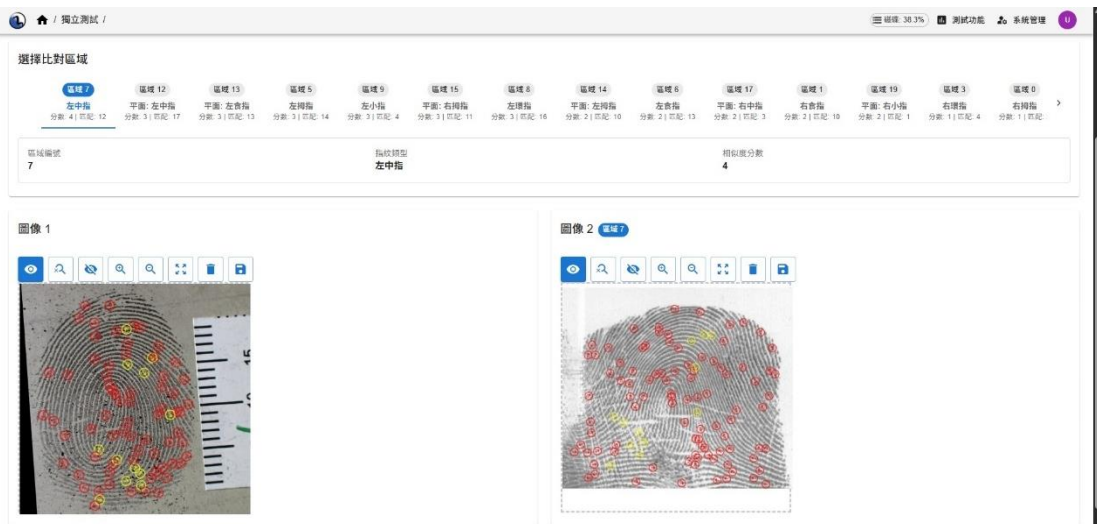 / 獨立測試 /
磁碟: 38.3%
測試功能
系統管理
U
選擇比對區域
區域 7
左中指
分數: 4 | 匹配: 12
區域 12
平面: 左中指
分數: 3 | 匹配: 17
區域 13
平面: 左食指
分數: 3 | 匹配: 13
區域 5
左拇指
分數: 3 | 匹配: 14
區域 9
左小指
分數: 3 | 匹配: 4
區域 15
平面: 右拇指
分數: 3 | 匹配: 11
區域 8
左環指
分數: 3 | 匹配: 16
區域 14
平面: 左拇指
分數: 2 | 匹配: 10
區域 6
左食指
分數: 2 | 匹配: 13
區域 17
平面: 右中指
分數: 2 | 匹配: 3
區域 1
右食指
分數: 2 | 匹配: 10
區域 19
平面: 右小指
分數: 2 | 匹配: 1
區域 3
右環指
分數: 1 | 匹配: 4
區域 0
右拇指
分數: 1 | 匹配:
區域編號
7
指紋類型
左中指
相似度分數
4
圖像 1
圖像 2 區域 7
15